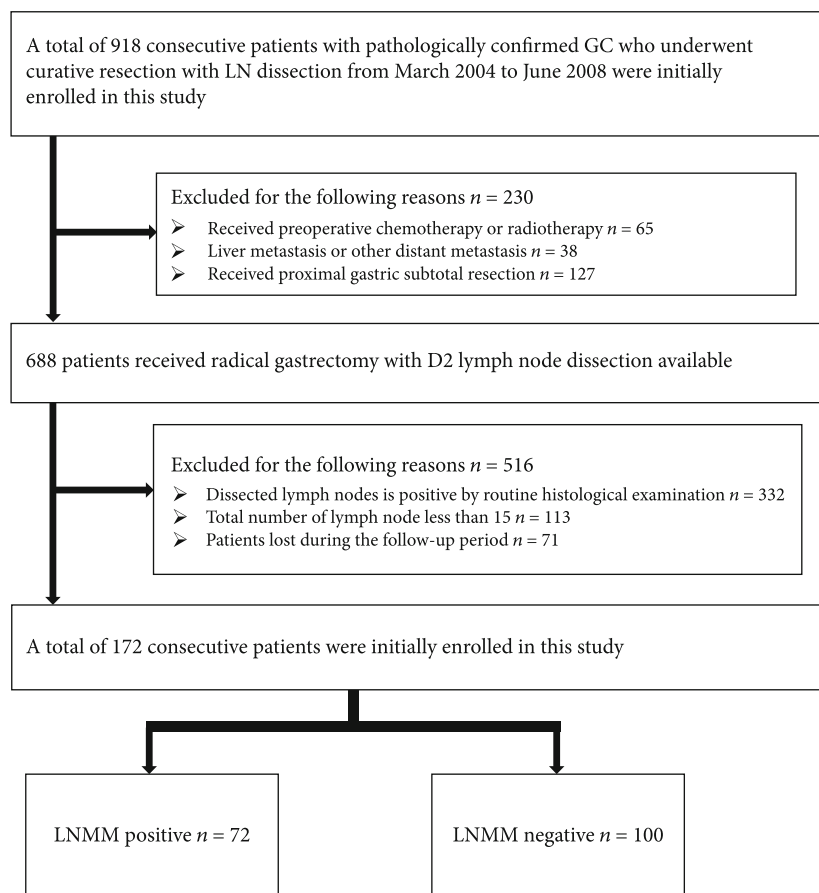 A total of 918 consecutive patients with pathologically confirmed GC who underwent
curative resection with LN dissection from March 2004 to June 2008 were initially
enrolled in this study
Excluded for the following reasons n = 230
➢ Received preoperative chemotherapy or radiotherapy n = 65
➢ Liver metastasis or other distant metastasis n = 38
➢ Received proximal gastric subtotal resection n = 127
688 patients received radical gastrectomy with D2 lymph node dissection available
Excluded for the following reasons n = 516
➢ Dissected lymph nodes is positive by routine histological examination n = 332
➢ Total number of lymph node less than 15 n = 113
➢ Patients lost during the follow-up period n = 71
A total of 172 consecutive patients were initially enrolled in this study
LNMM positive n = 72
LNMM negative n = 100